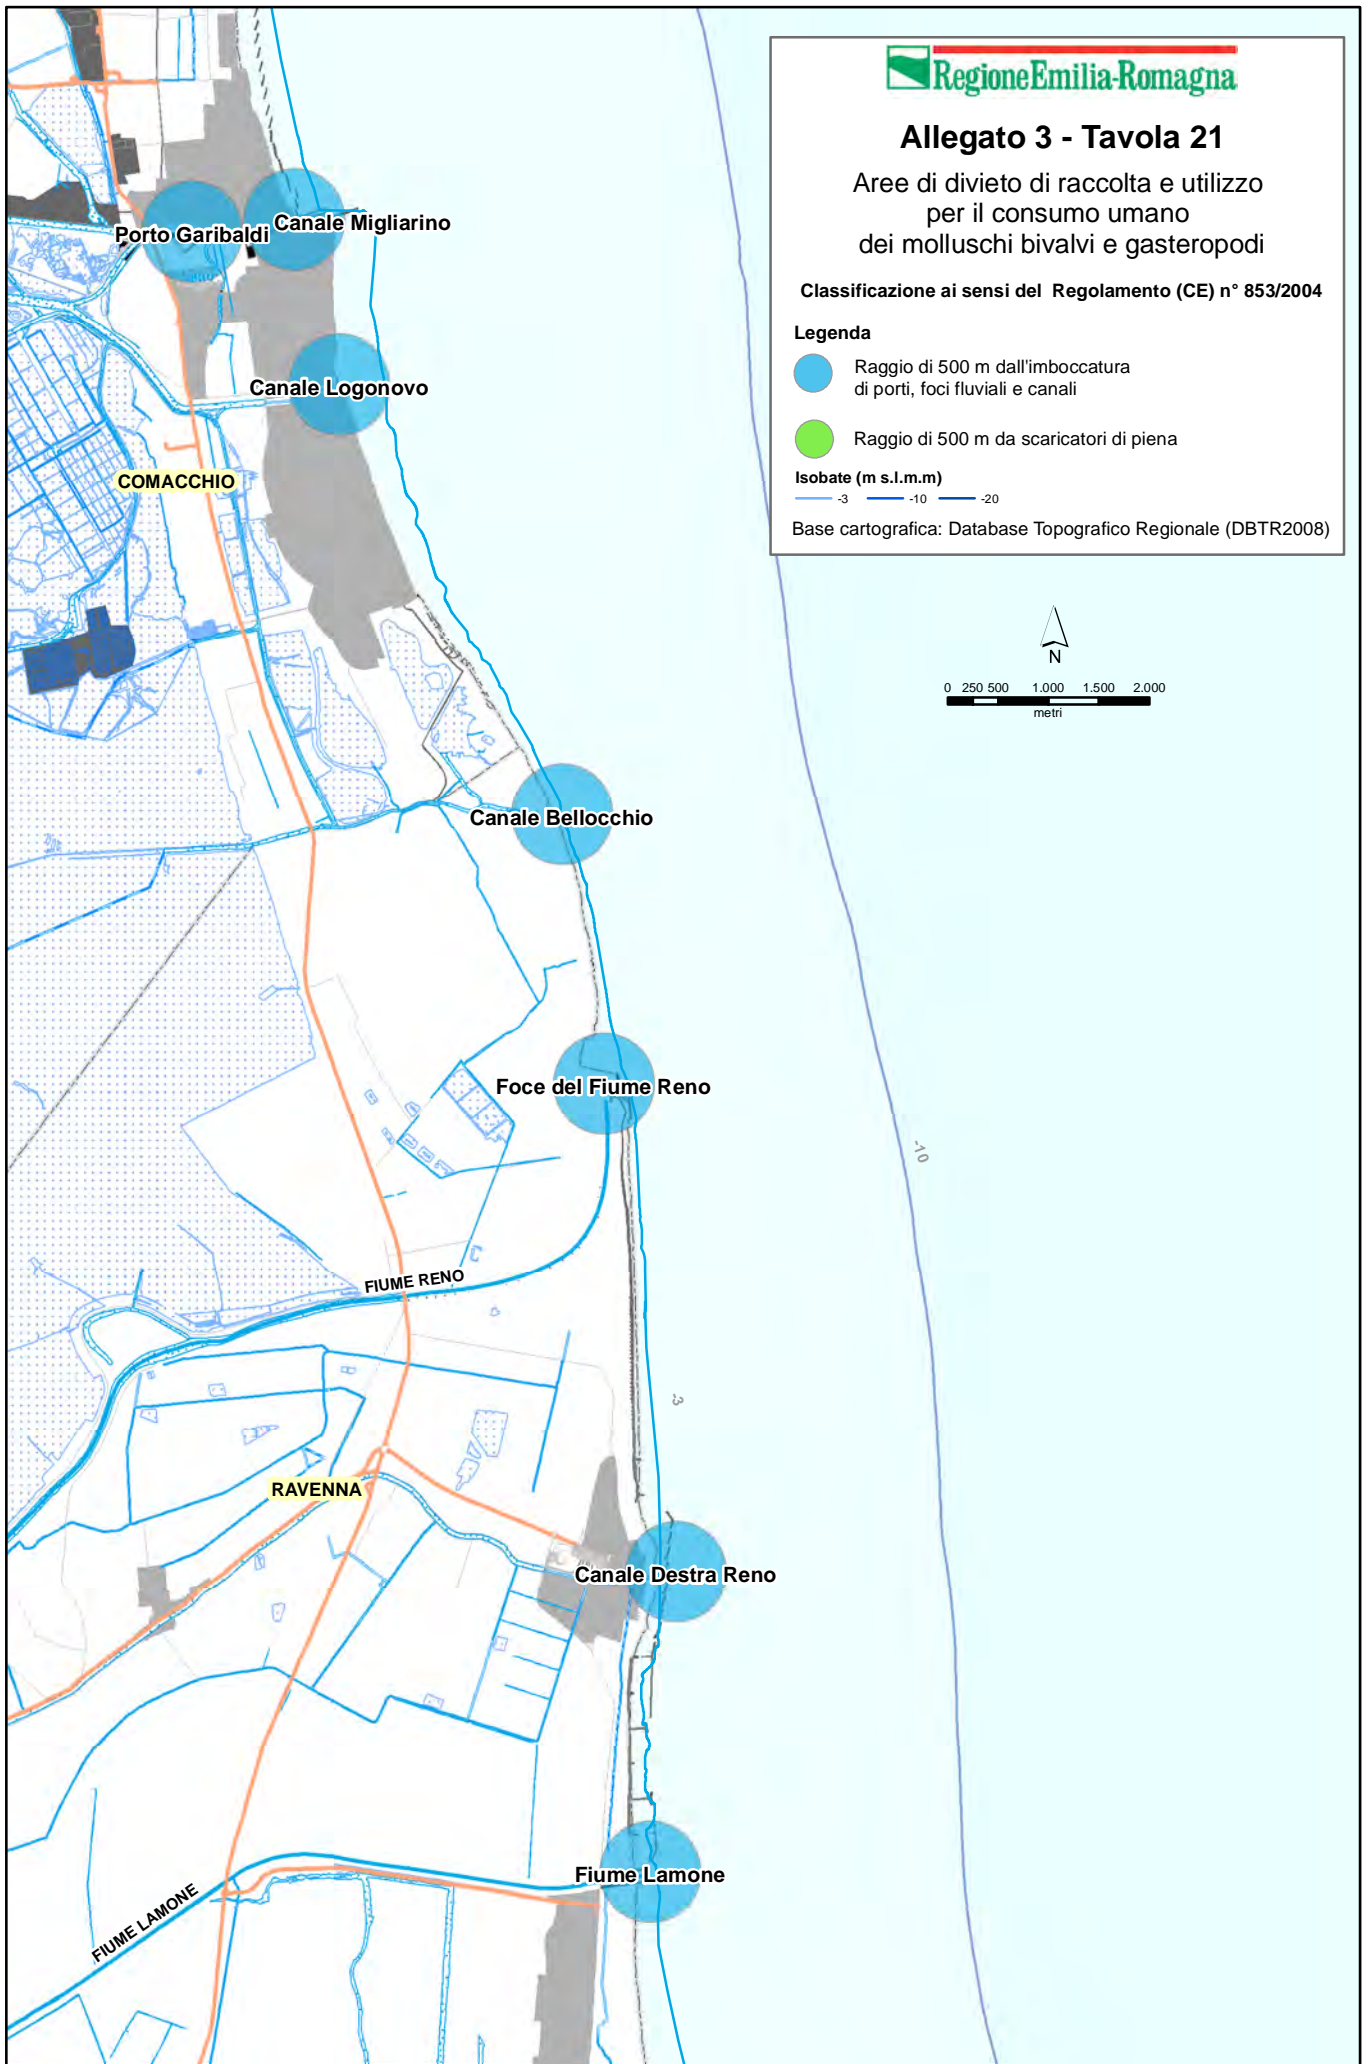 RegioneEmilia-Romagna
Allegato 3 - Tavola 21
Aree di divieto di raccolta e utilizzo
per il consumo umano
dei molluschi bivalvi e gasteropodi
Classificazione ai sensi del Regolamento (CE) n° 853/2004
Legenda
Raggio di 500 m dall'imboccatura
di porti, foci fluviali e canali
Raggio di 500 m da scaricatori di piena
Isobate (m s.l.m.m)
-3 -10 -20
Base cartografica: Database Topografico Regionale (DBTR2008)
N
0 250 500 1.000 1.500 2.000
metri
Porto Garibaldi
Canale Migliarino
Canale Logonovo
COMACCHIO
Canale Bellocchio
Foce del Fiume Reno
-10
FIUME RENO
-3
RAVENNA
Canale Destra Reno
Fiume Lamone
FIUME LAMONE